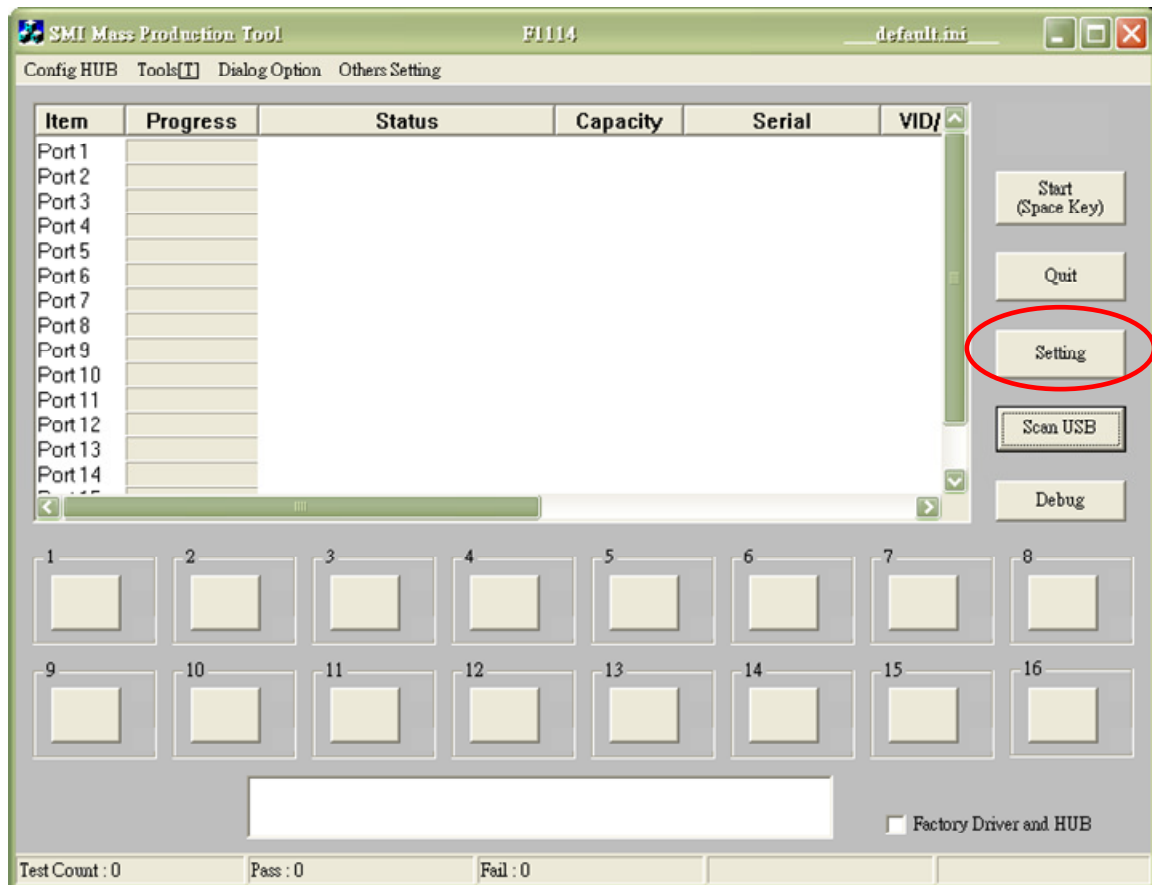 SMI Mass Production Tool F1114 __default.ini__
Config HUB Tools[T] Dialog Option Others Setting
Item Progress Status Capacity Serial VID/
Port 1
Port 2
Port 3
Port 4
Port 5
Port 6
Port 7
Port 8
Port 9
Port 10
Port 11
Port 12
Port 13
Port 14
Start
(Space Key)
Quit
Setting
Scan USB
Debug
1 2 3 4 5 6 7 8
9 10 11 12 13 14 15 16
Factory Driver and HUB
Test Count : 0 Pass : 0 Fail : 0